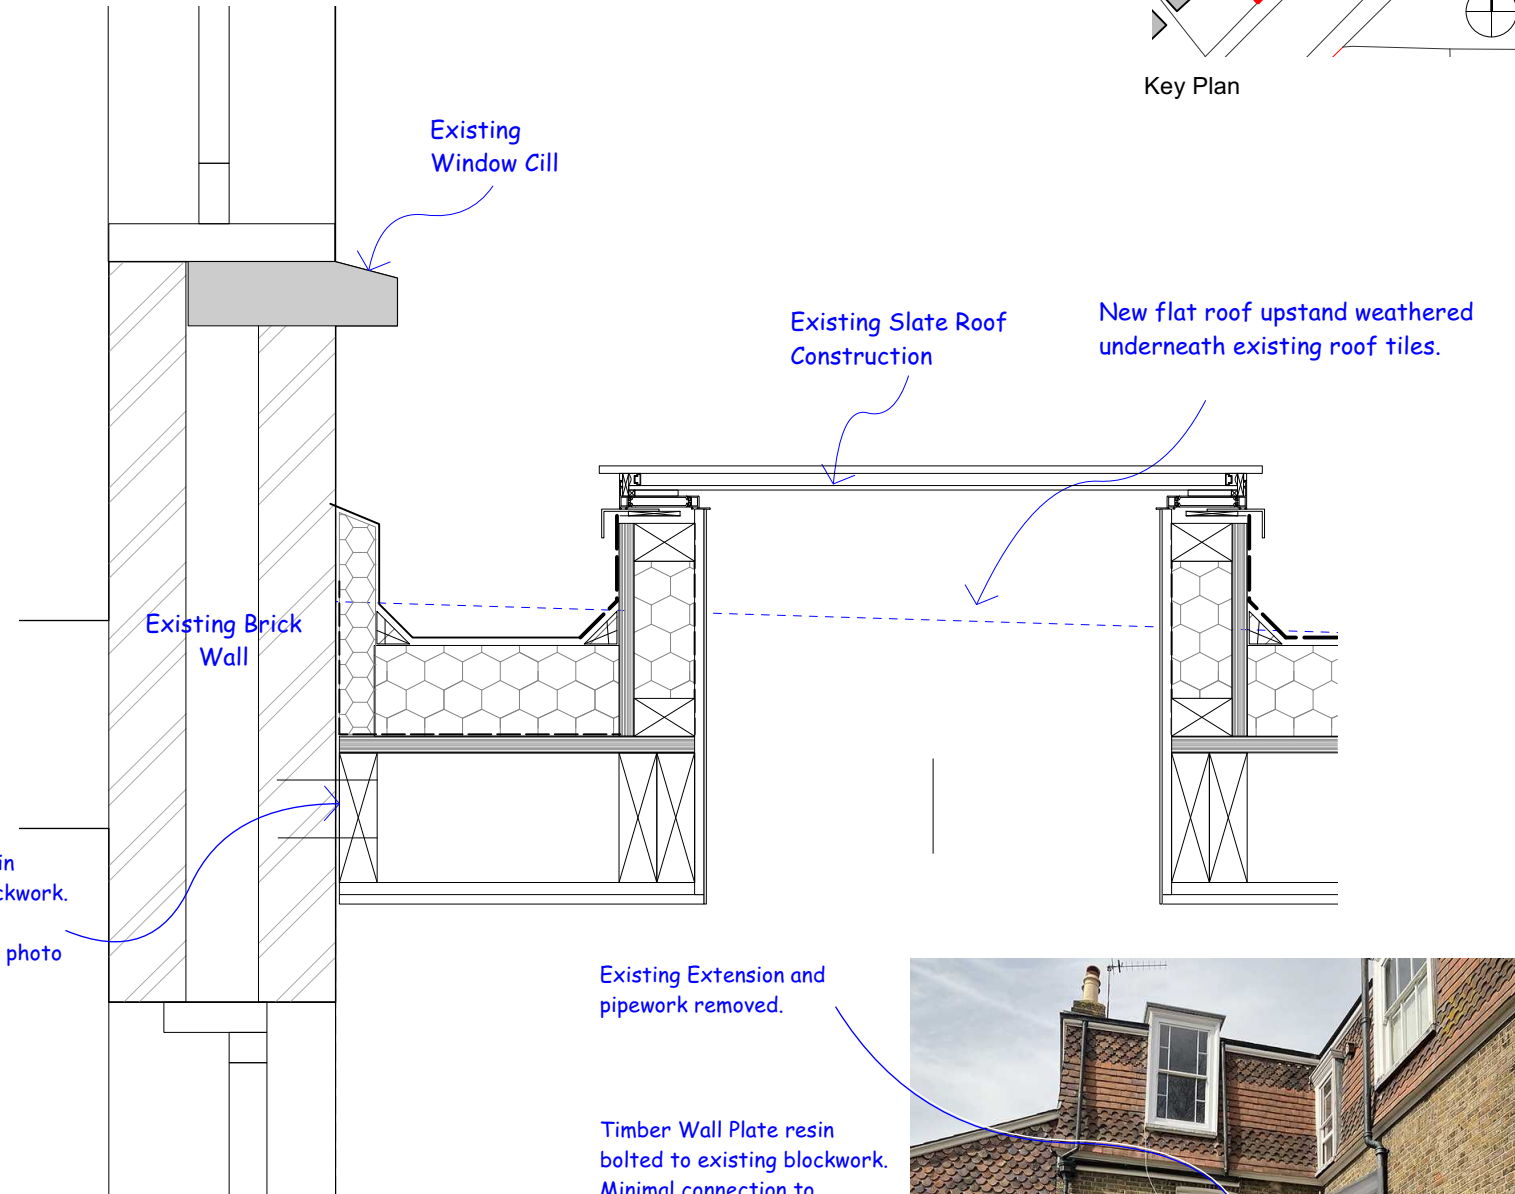 Key Plan
Existing
Window Cill
Existing Slate Roof
Construction
New flat roof upstand weathered
underneath existing roof tiles.
Existing Brick
Wall
in
ckwork.
photo
Existing Extension and
pipework removed.
Timber Wall Plate resin
bolted to existing blockwork.
Minimal connection to